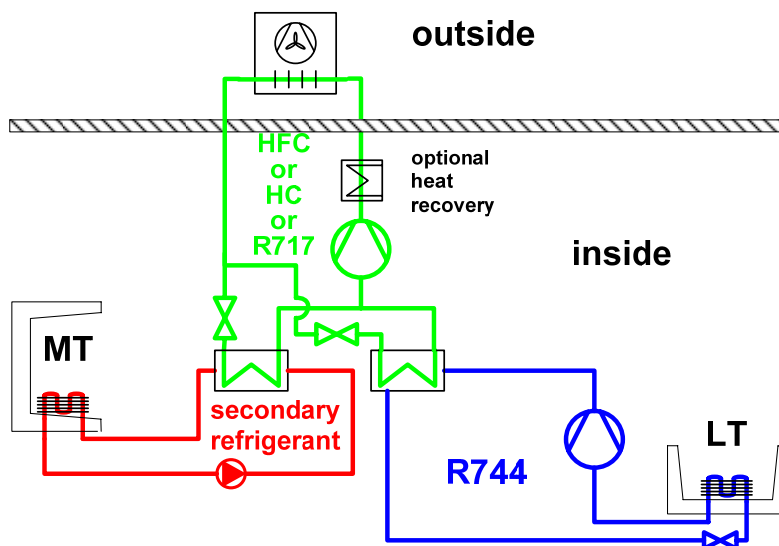 outside
HFC
or
HC
or
R717
optional
heat
recovery
inside
MT
secondary
refrigerant
R744
LT